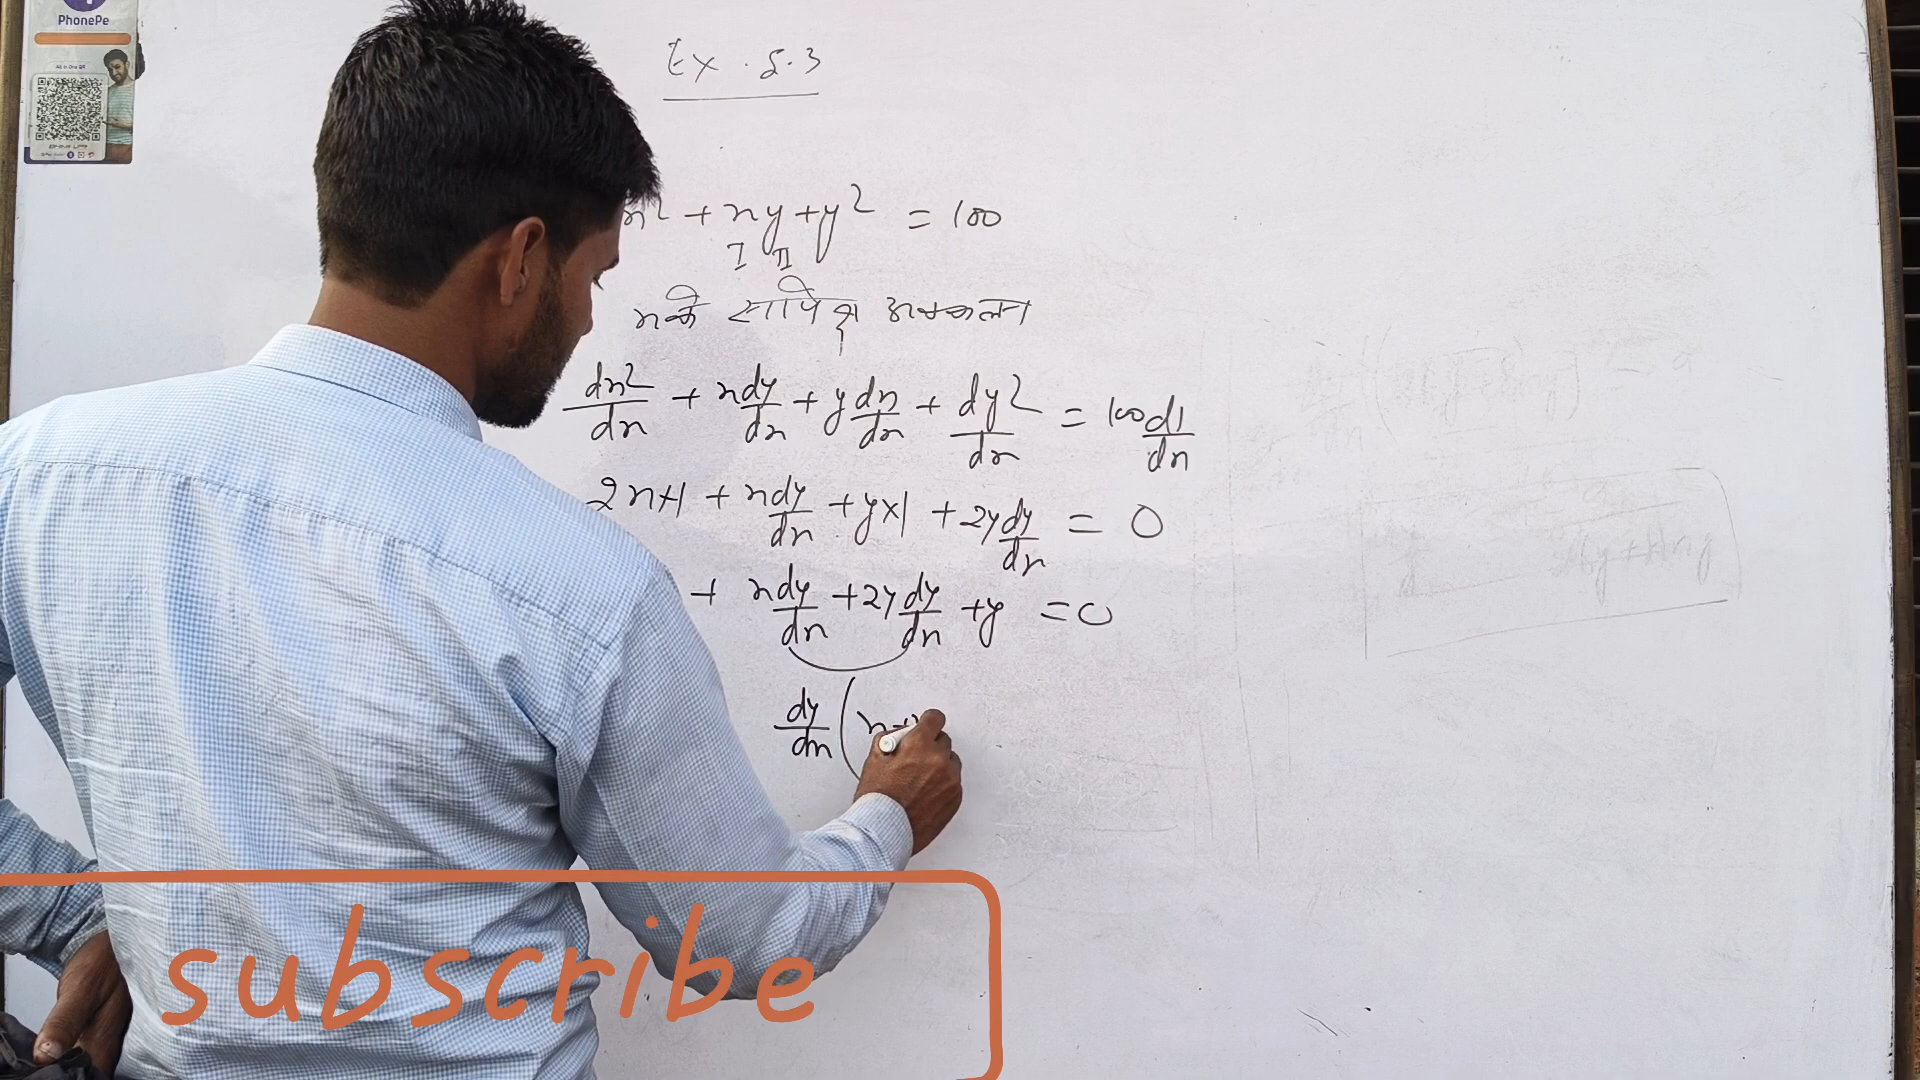 PhonePe
Ex. 5.3
x² + xy + y² = 100
I II
x के सापेक्ष अवकलन
dx²/dx + x dy/dx + y dx/dx + dy²/dx = 100 d1/dx
2x×1 + x dy/dx + y×1 + 2y dy/dx = 0
+ x dy/dx + 2y dy/dx + y = 0
dy/dx (x +
subscribe